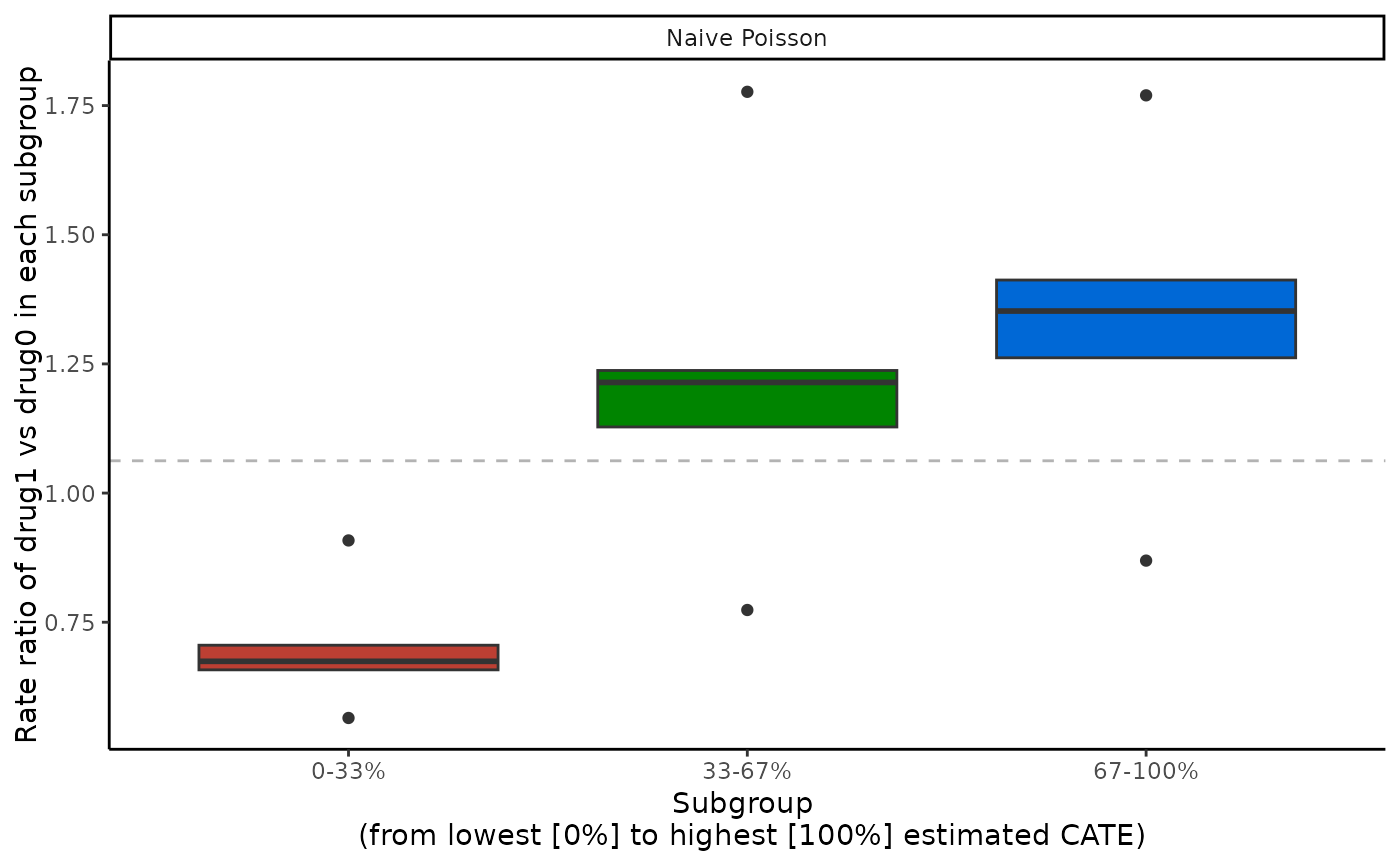 Naive Poisson
Rate ratio of drug1 vs drug0 in each subgroup
1.75
1.50
1.25
1.00
0.75
0-33%
33-67%
67-100%
Subgroup
(from lowest [0%] to highest [100%] estimated CATE)